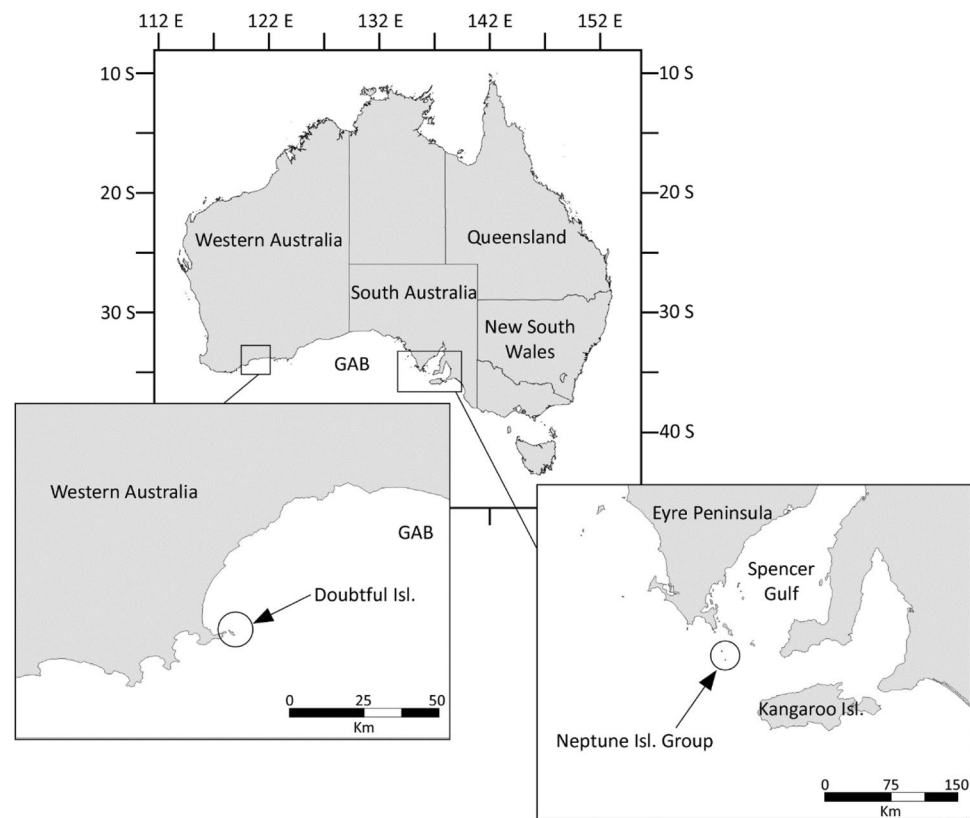 112 E 122 E 132 E 142 E 152 E
10 S 10 S
20 S 20 S
Western Australia
Queensland
South Australia
30 S 30 S
New South
Wales
GAB
40 S
Western Australia
GAB
Doubtful Isl.
0 25 50
Km
Eyre Peninsula
Spencer
Gulf
Kangaroo Isl.
Neptune Isl. Group
0 75 150
Km